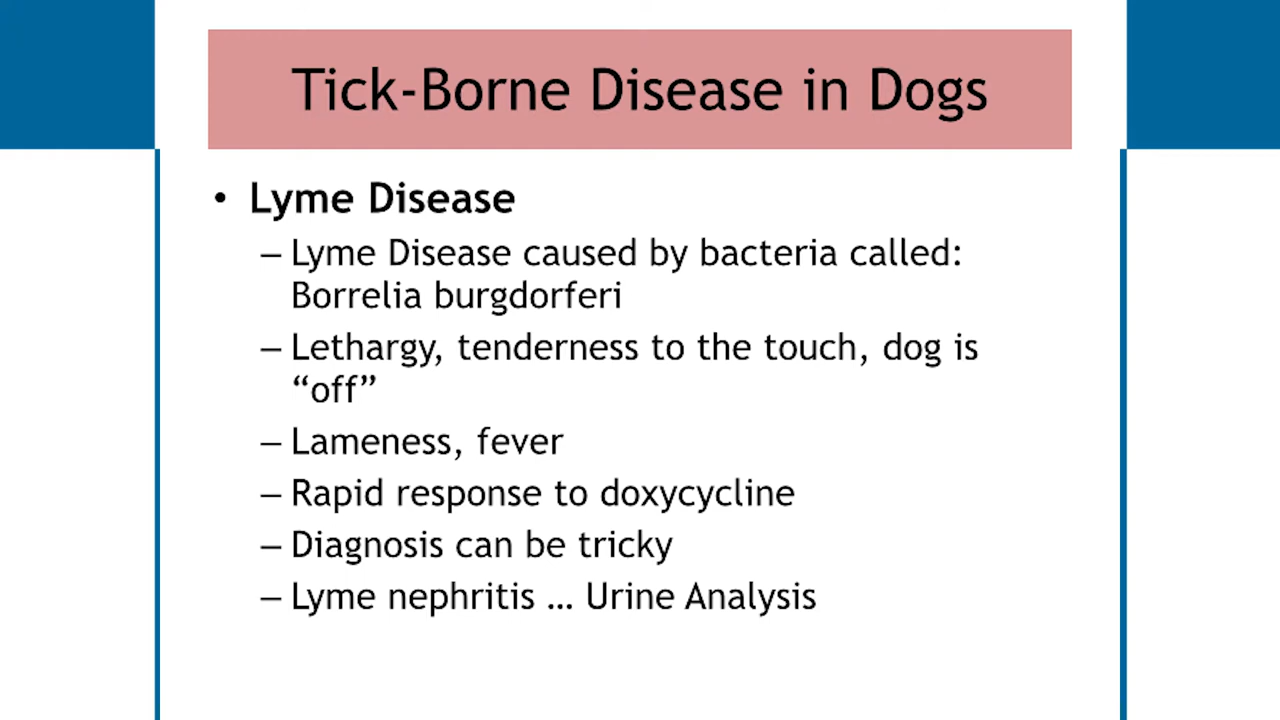 Tick-Borne Disease in Dogs
• Lyme Disease
– Lyme Disease caused by bacteria called:
Borrelia burgdorferi
– Lethargy, tenderness to the touch, dog is
“off”
– Lameness, fever
– Rapid response to doxycycline
– Diagnosis can be tricky
– Lyme nephritis … Urine Analysis